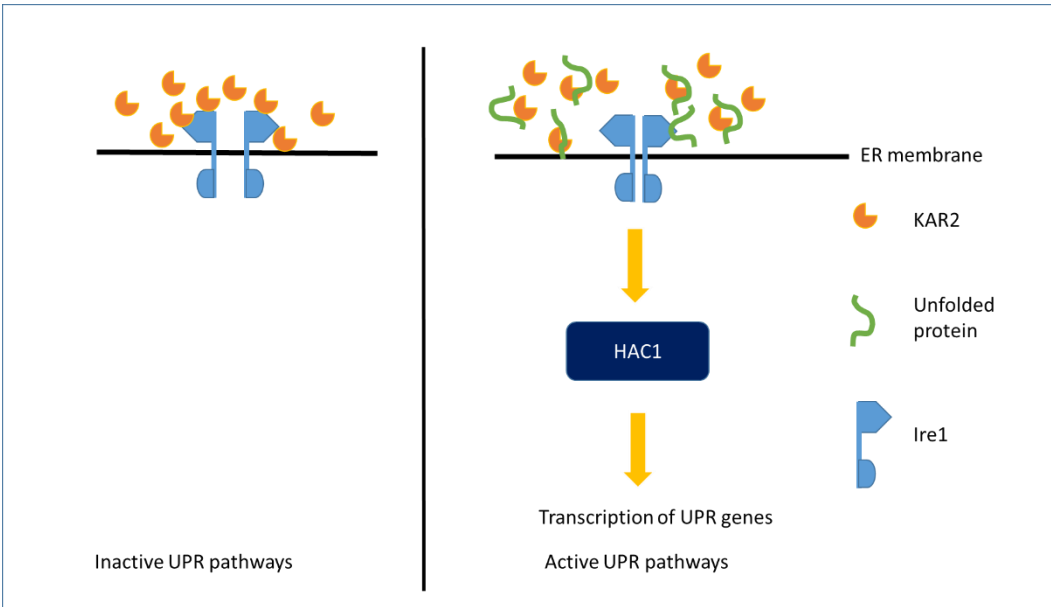 ER membrane
KAR2
Unfolded
protein
HAC1
Ire1
Transcription of UPR genes
Inactive UPR pathways
Active UPR pathways